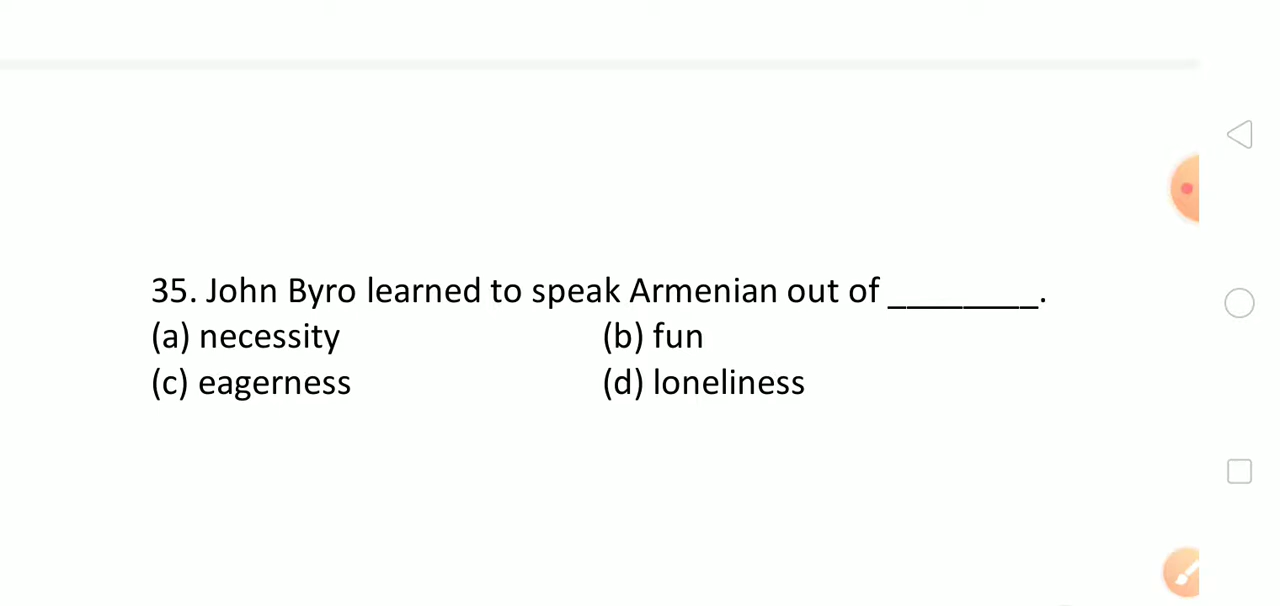 35. John Byro learned to speak Armenian out of ________.
(a) necessity (b) fun
(c) eagerness (d) loneliness